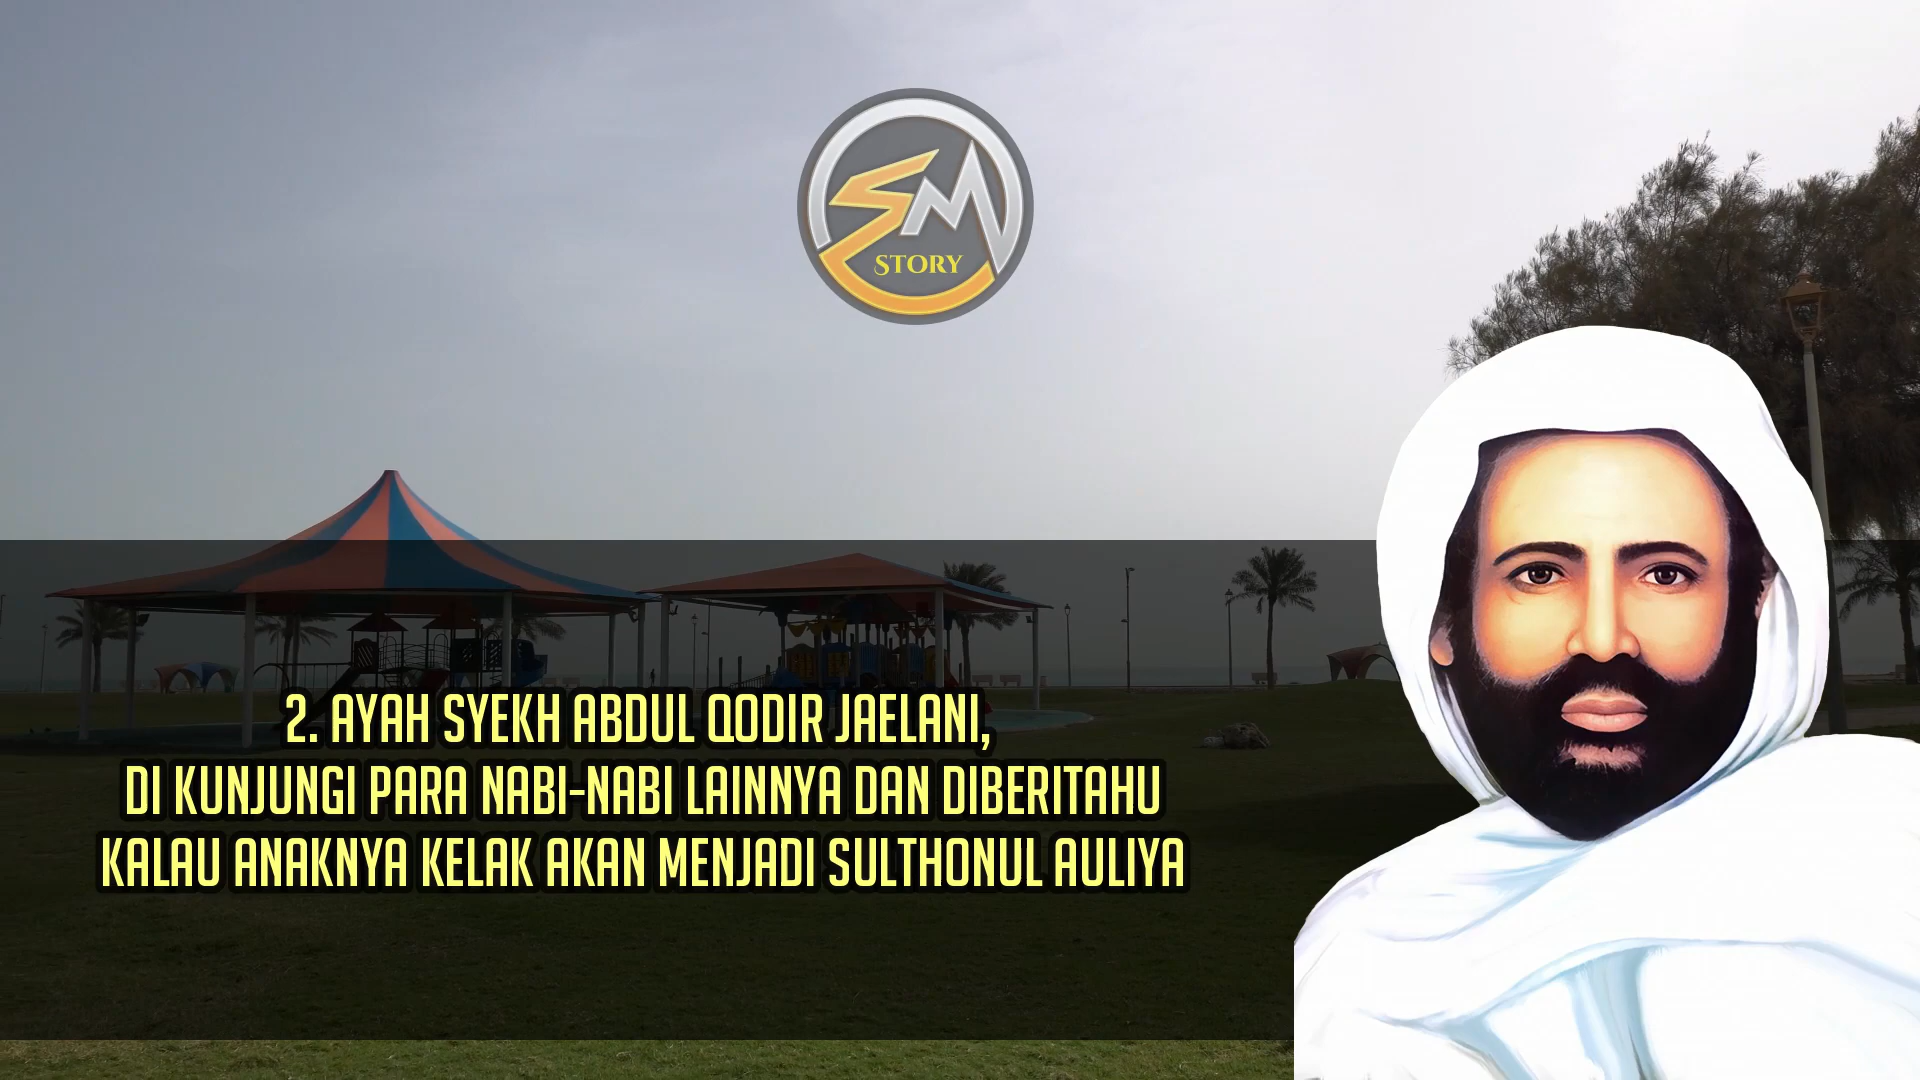 EM
STORY
2. AYAH SYEKH ABDUL QODIR JAELANI,
DI KUNJUNGI PARA NABI-NABI LAINNYA DAN DIBERITAHU
KALAU ANAKNYA KELAK AKAN MENJADI SULTHONUL AULIYA